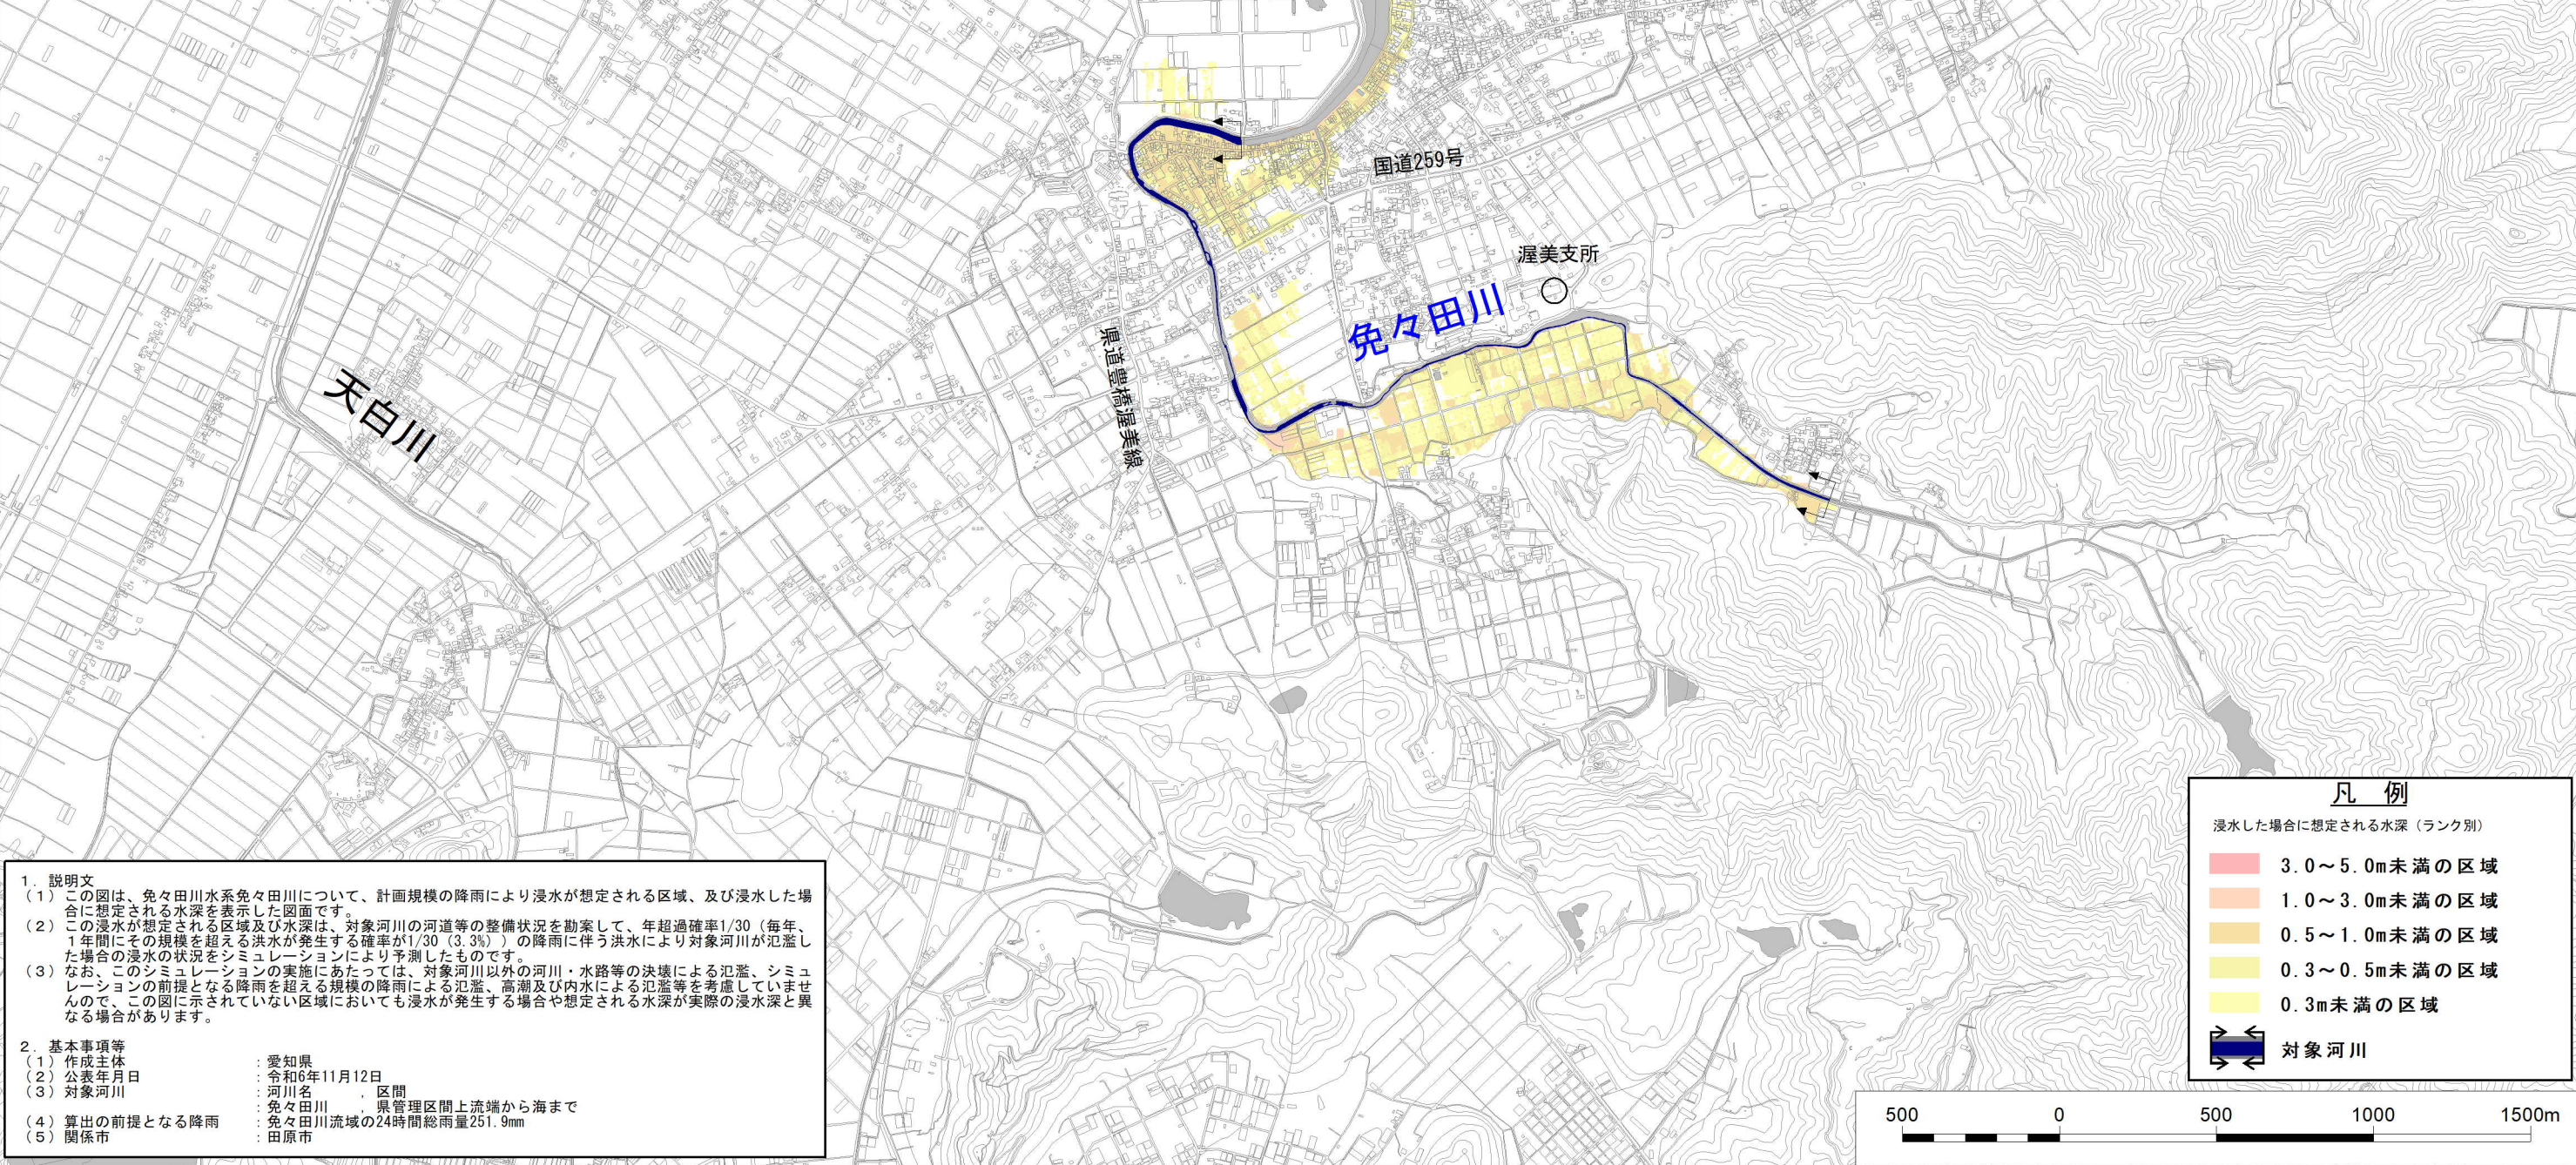 国道259号
渥美支所
免々田川
県道豊橋渥美線
天白川
1. 説明文
(1) この図は、免々田川水系免々田川について、計画規模の降雨により浸水が想定される区域、及び浸水した場
合に想定される水深を表示した図面です。
(2) この浸水が想定される区域及び水深は、対象河川の河道等の整備状況を勘案して、年超過確率1/30(毎年、
1年間にその規模を超える洪水が発生する確率が1/30(3.3%))の降雨に伴う洪水により対象河川が氾濫し
た場合の浸水の状況をシミュレーションにより予測したものです。
(3) なお、このシミュレーションの実施にあたっては、対象河川以外の河川・水路等の決壊による氾濫、シミュ
レーションの前提となる降雨を超える規模の降雨による氾濫、高潮及び内水による氾濫等を考慮していませ
んので、この図に示されていない区域においても浸水が発生する場合や想定される水深が実際の浸水深と異
なる場合があります。
2. 基本事項等
(1) 作成主体 : 愛知県
(2) 公表年月日 : 令和6年11月12日
(3) 対象河川 : 河川名 , 区間
: 免々田川 , 県管理区間上流端から海まで
(4) 算出の前提となる降雨 : 免々田川流域の24時間総雨量251.9mm
(5) 関係市 : 田原市
凡 例
浸水した場合に想定される水深(ランク別)
3.0~5.0m未満の区域
1.0~3.0m未満の区域
0.5~1.0m未満の区域
0.3~0.5m未満の区域
0.3m未満の区域
対象河川
500 0 500 1000 1500m